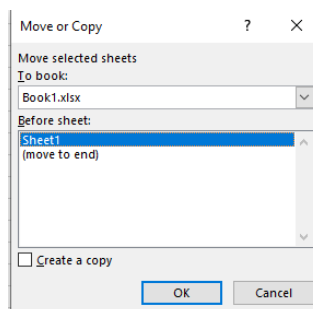 Move or Copy ?
Move selected sheets
To book:
Book1.xlsx
Before sheet:
Sheet1
(move to end)
Create a copy
OK Cancel